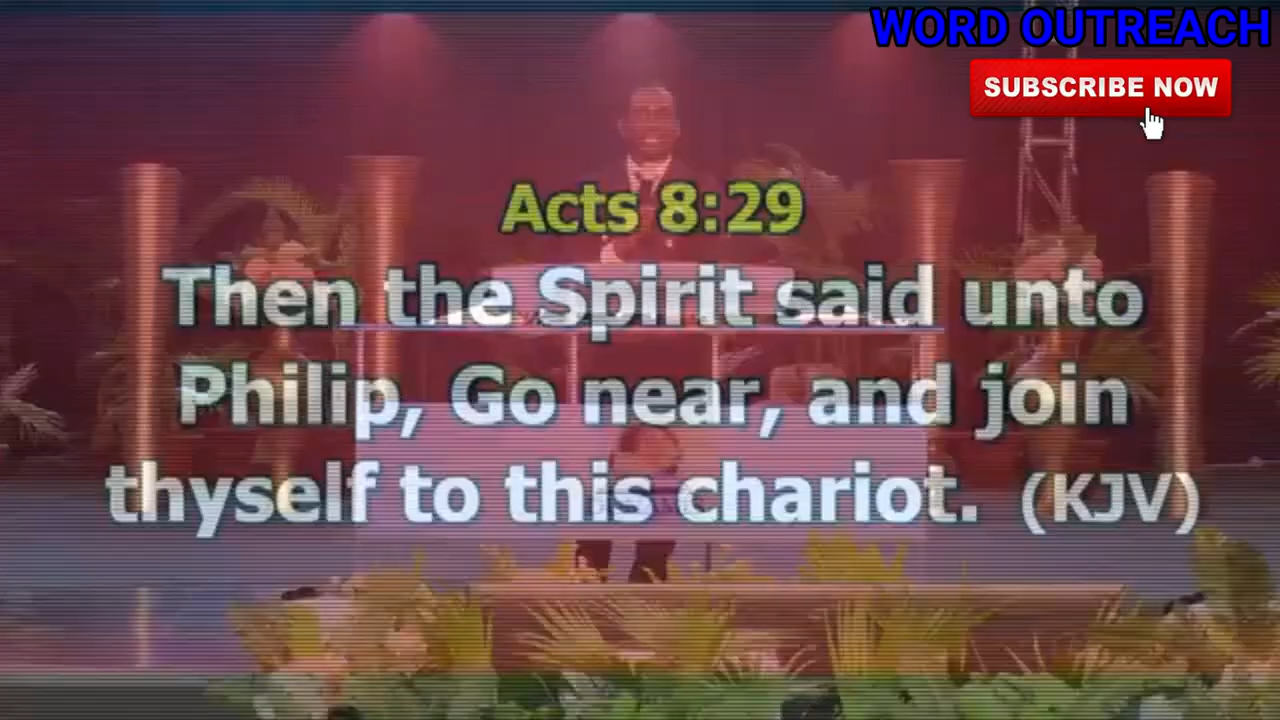 WORD OUTREACH
SUBSCRIBE NOW
Acts 8:29
Then the Spirit said unto
Philip, Go near, and join
thyself to this chariot. (KJV)